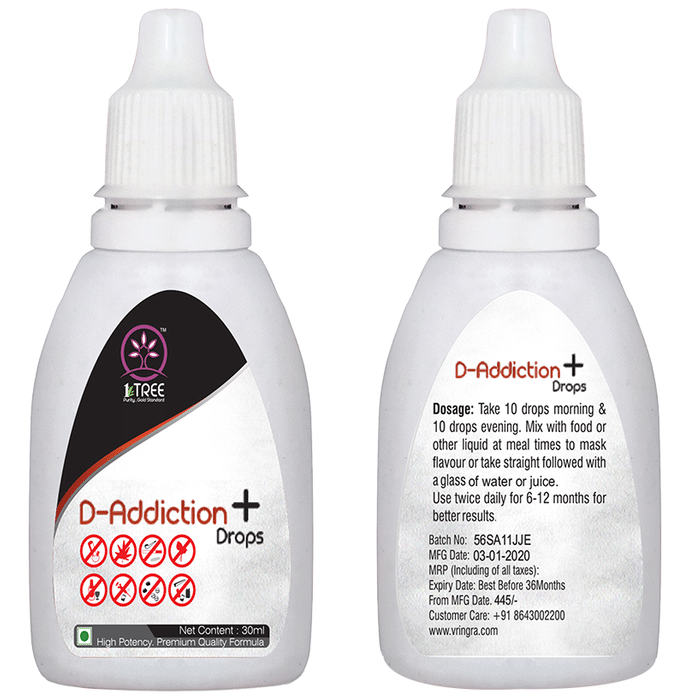 TM
1 TREE
Purity..Gold Standard
D-Addiction +
Drops
Net Content : 30ml
High Potency. Premium Quality Formula
D-Addiction +
Drops
Dosage: Take 10 drops morning &
10 drops evening. Mix with food or
other liquid at meal times to mask
flavour or take straight followed with
a glass of water or juice.
Use twice daily for 6-12 months for
better results.
Batch No: 56SA11JJE
MFG Date: 03-01-2020
MRP (Including of all taxes):
Expiry Date: Best Before 36Months
From MFG Date. 445/-
Customer Care: +91 8643002200
www.vringra.com